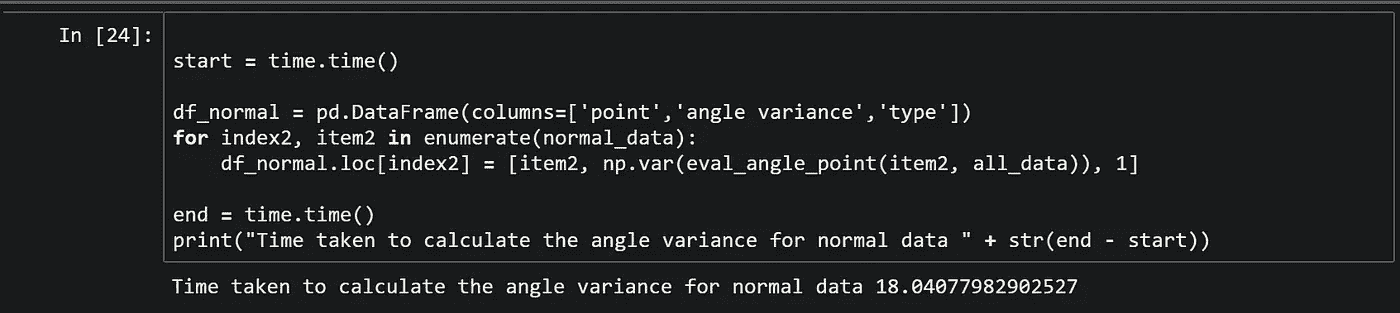 In [24]:
start = time.time()
df_normal = pd.DataFrame(columns=['point','angle variance','type'])
for index2, item2 in enumerate(normal_data):
    df_normal.loc[index2] = [item2, np.var(eval_angle_point(item2, all_data)), 1]
end = time.time()
print("Time taken to calculate the angle variance for normal data " + str(end - start))
Time taken to calculate the angle variance for normal data 18.04077982902527